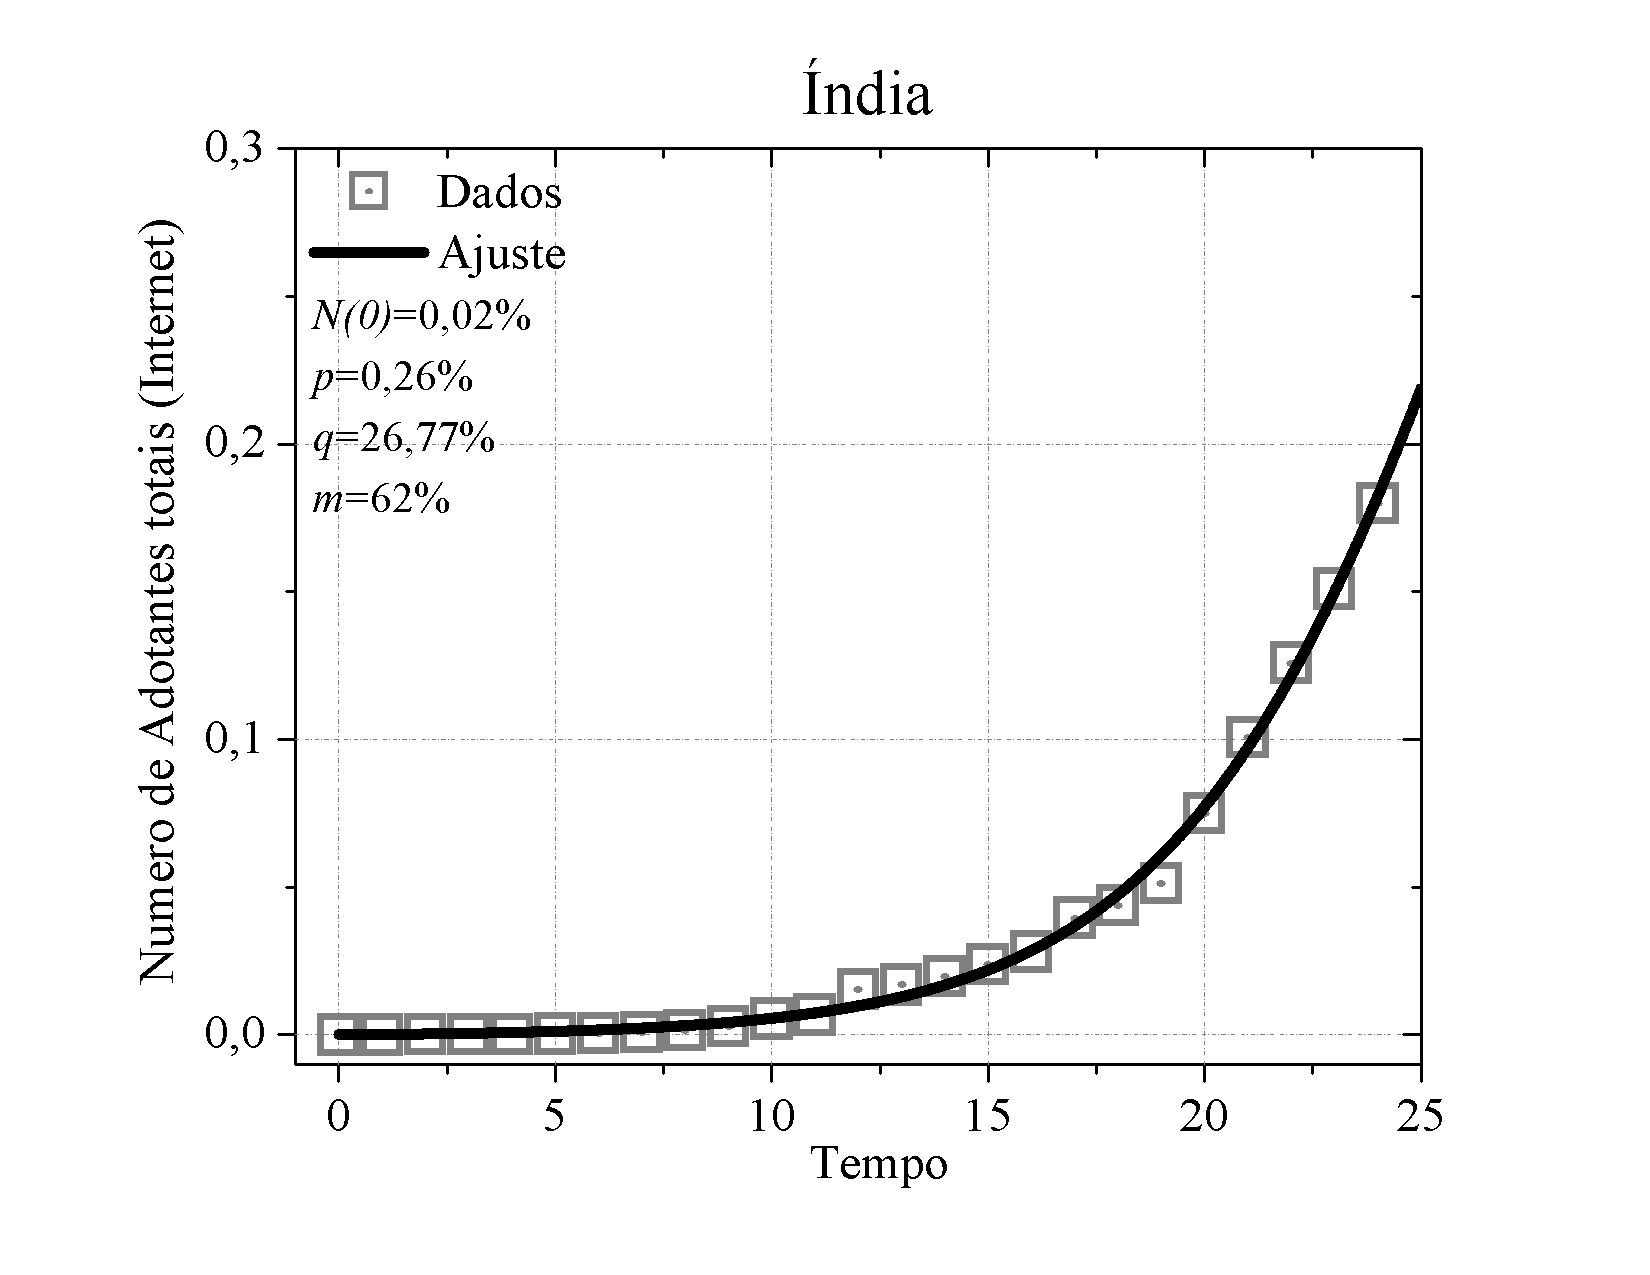 Índia
0,3
0,2
0,1
0,0
Numero de Adotantes totais (Internet)
Dados
Ajuste
N(0)=0,02%
p=0,26%
q=26,77%
m=62%
0 5 10 15 20 25
Tempo